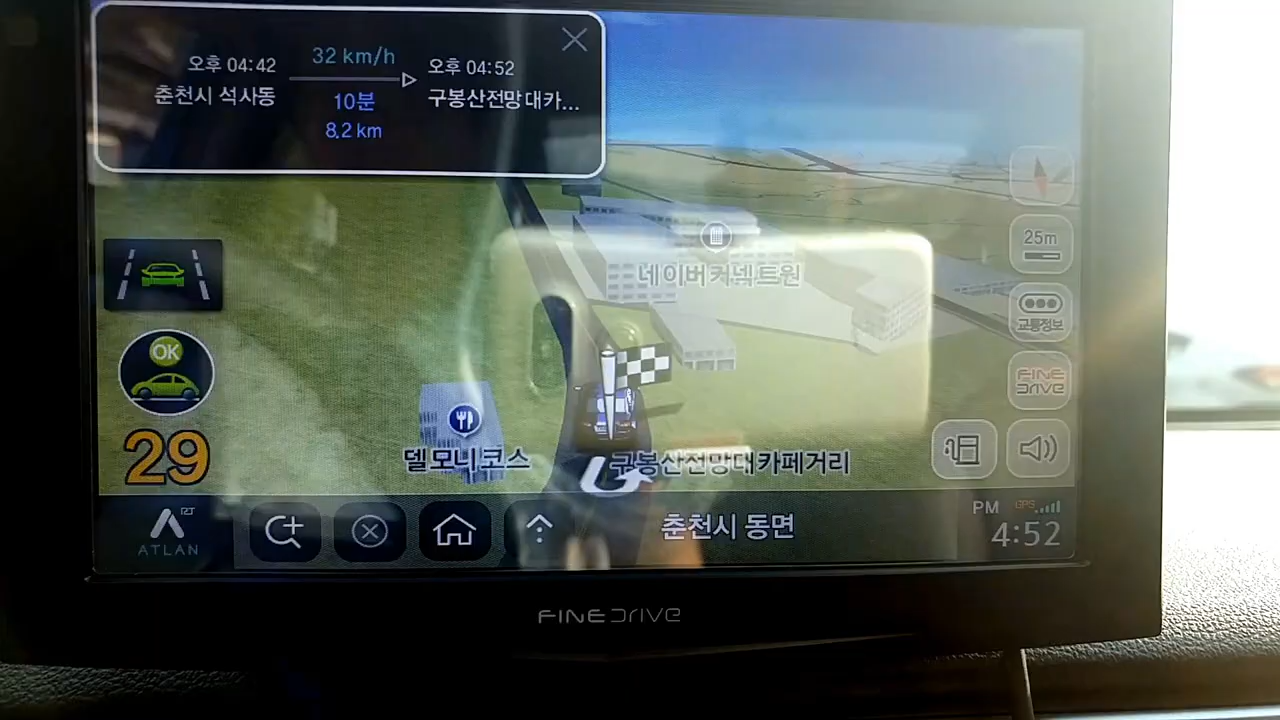 오후 04:42
춘천시 석사동
32 km/h
10분
8.2 km
오후 04:52
구봉산전망대카...
25m
교통정보
FINE DRIVE
네이버커넥트원
OK
29
델모니코스
구봉산전망대카페거리
RT
ATLAN
춘천시 동면
PM
GPS
4:52
FINEDrIVE